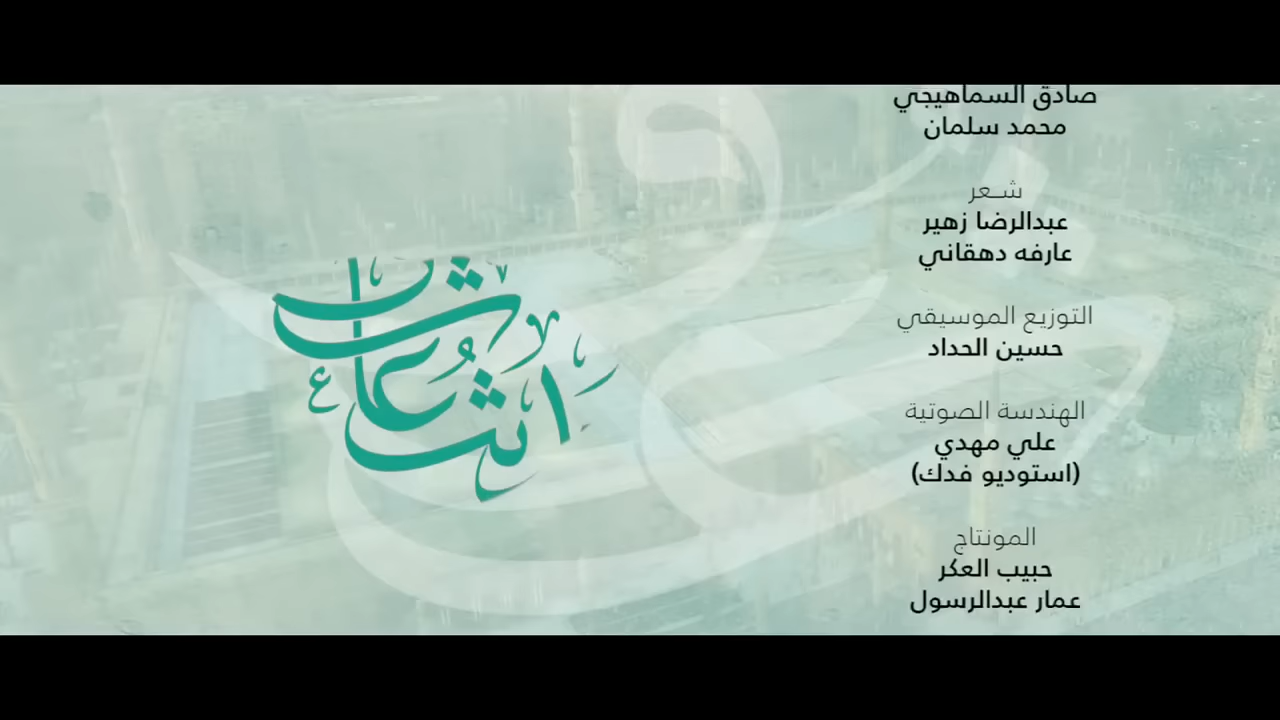 صادق السماهيجي
محمد سلمان
شعر
عبدالرضا زهير
عارفه دهقاني
التوزيع الموسيقي
حسين الحداد
الهندسة الصوتية
علي مهدي
(استوديو فدك)
المونتاج
حبيب العكر
عمار عبدالرسول